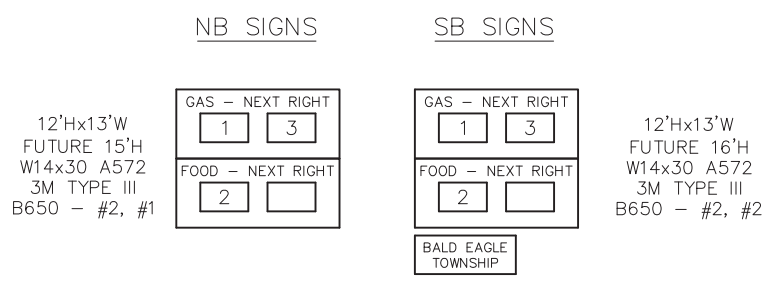 NB SIGNS
12'Hx13'W
FUTURE 15'H
W14x30 A572
3M TYPE III
B650 – #2, #1
GAS – NEXT RIGHT
1 3
FOOD – NEXT RIGHT
2
SB SIGNS
GAS – NEXT RIGHT
1 3
FOOD – NEXT RIGHT
2
BALD EAGLE
TOWNSHIP
12'Hx13'W
FUTURE 16'H
W14x30 A572
3M TYPE III
B650 – #2, #2